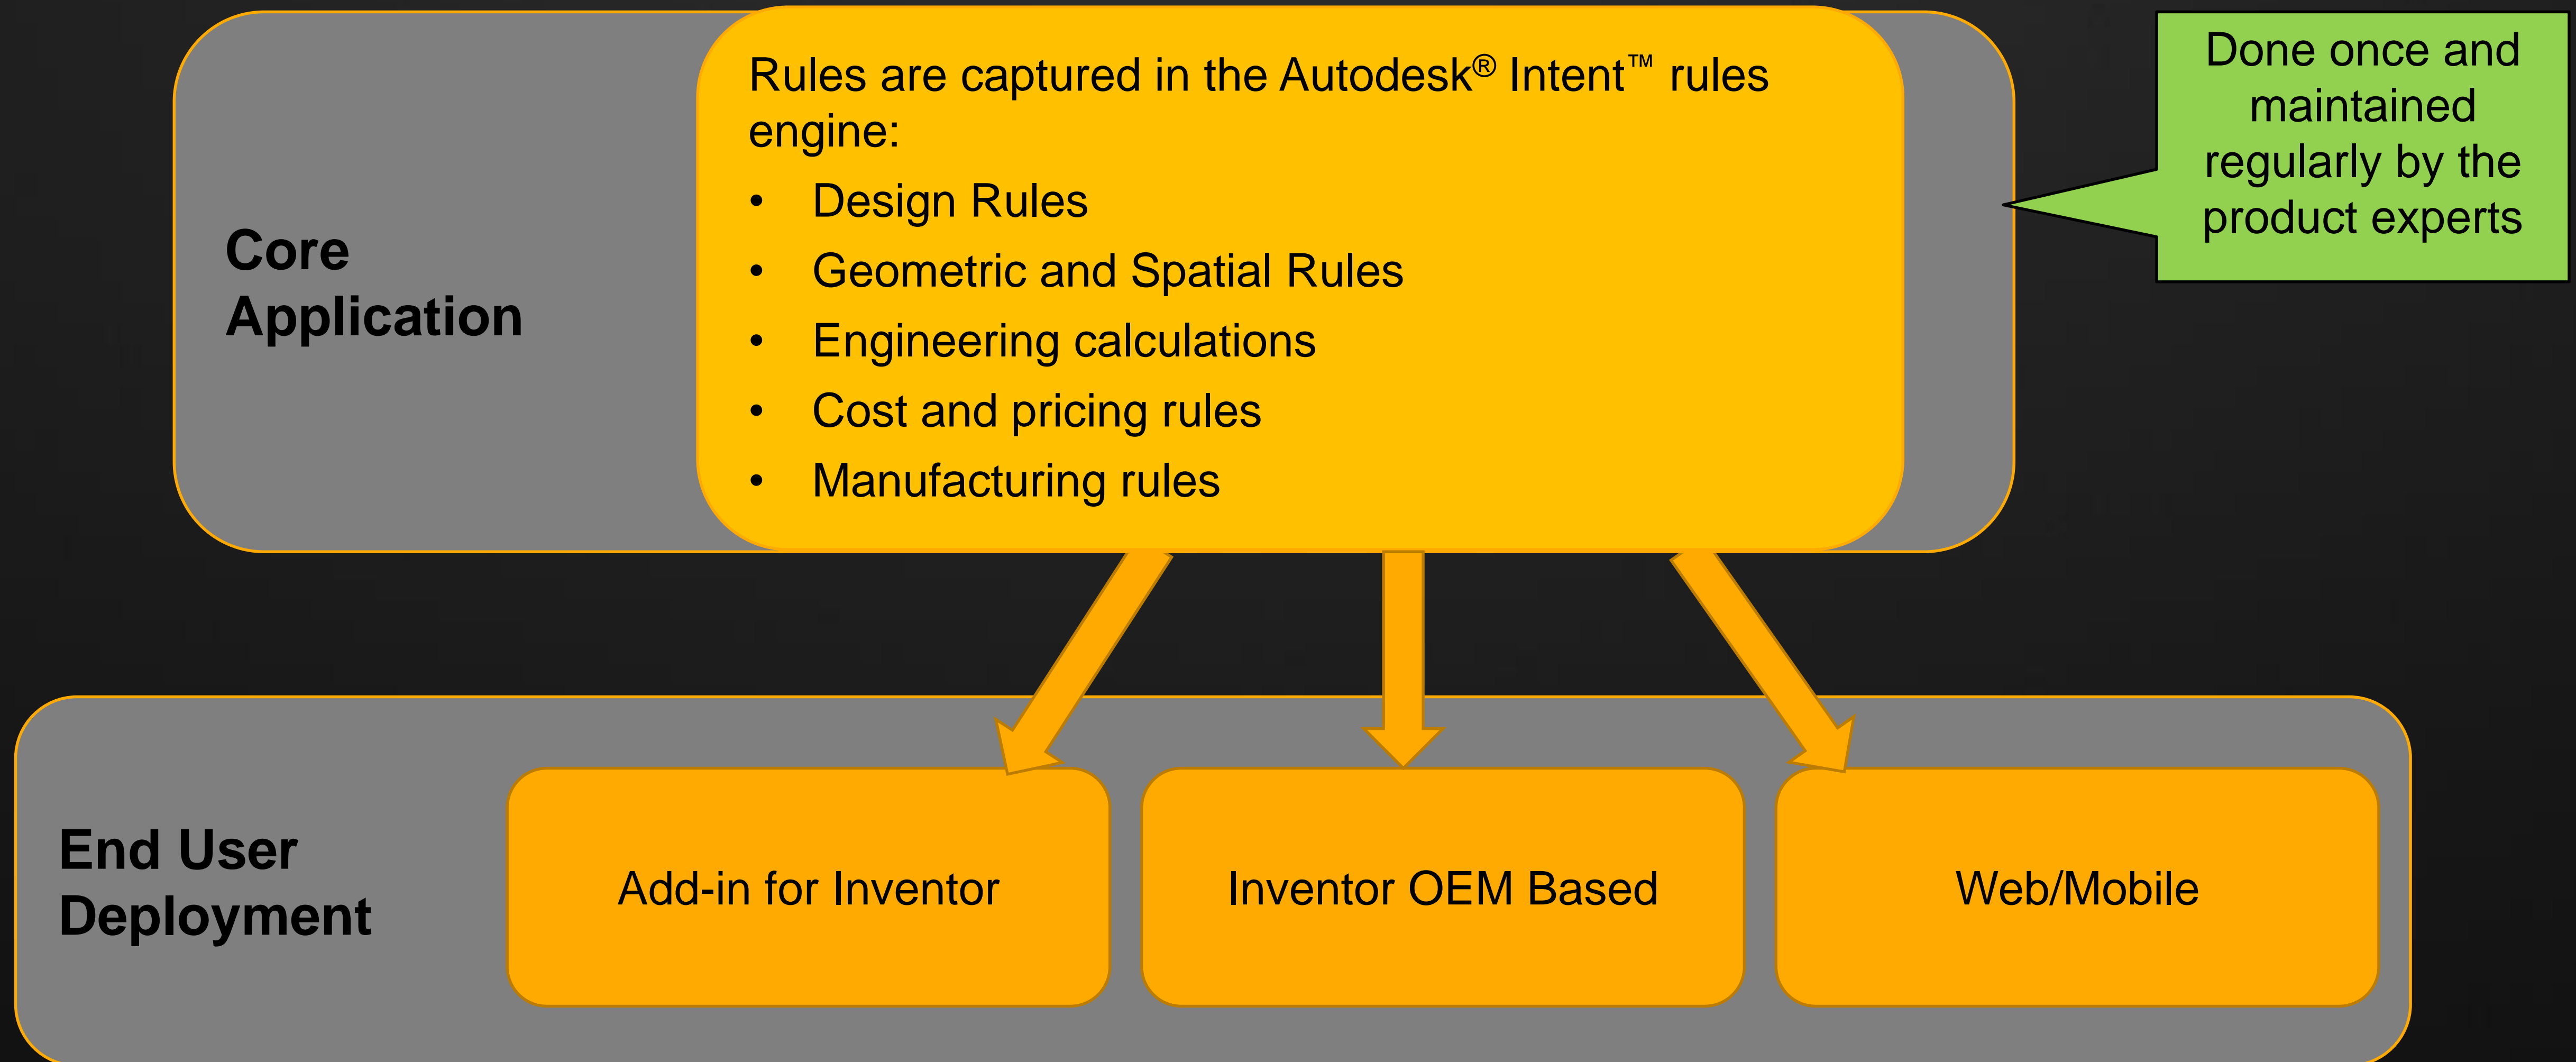 Rules are captured in the Autodesk® Intent™ rules
engine:
• Design Rules
• Geometric and Spatial Rules
• Engineering calculations
• Cost and pricing rules
• Manufacturing rules
Core
Application
Done once and
maintained
regularly by the
product experts
End User
Deployment
Add-in for Inventor
Inventor OEM Based
Web/Mobile